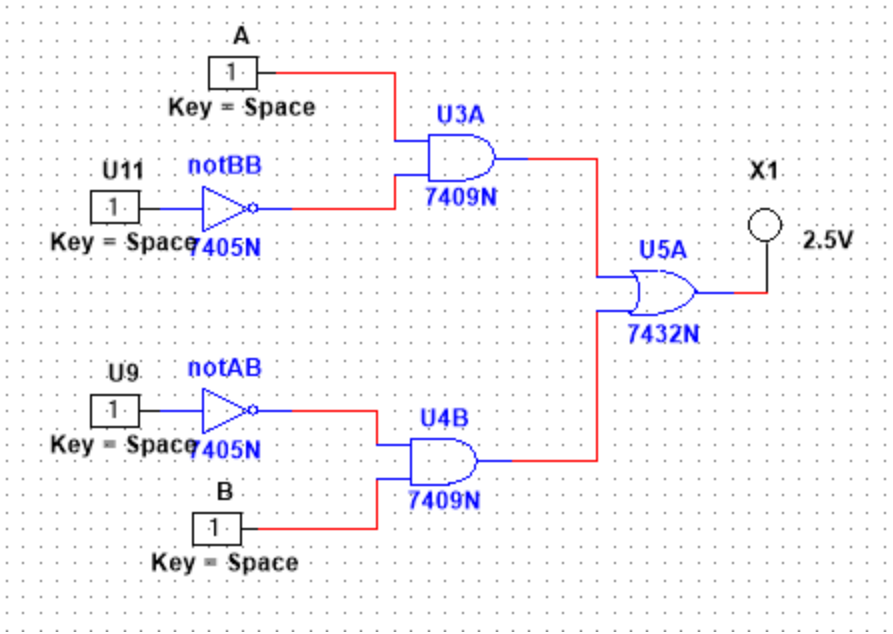 A
1
Key = Space
U3A
7409N
U11
notBB
1
Key = Space
7405N
X1
2.5V
U5A
7432N
U9
notAB
1
Key = Space
7405N
U4B
7409N
B
1
Key = Space